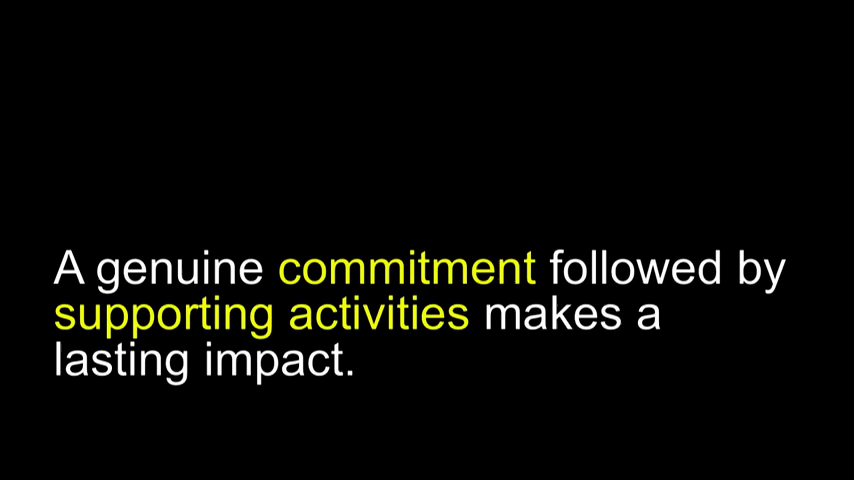 A genuine commitment followed by
supporting activities makes a
lasting impact.